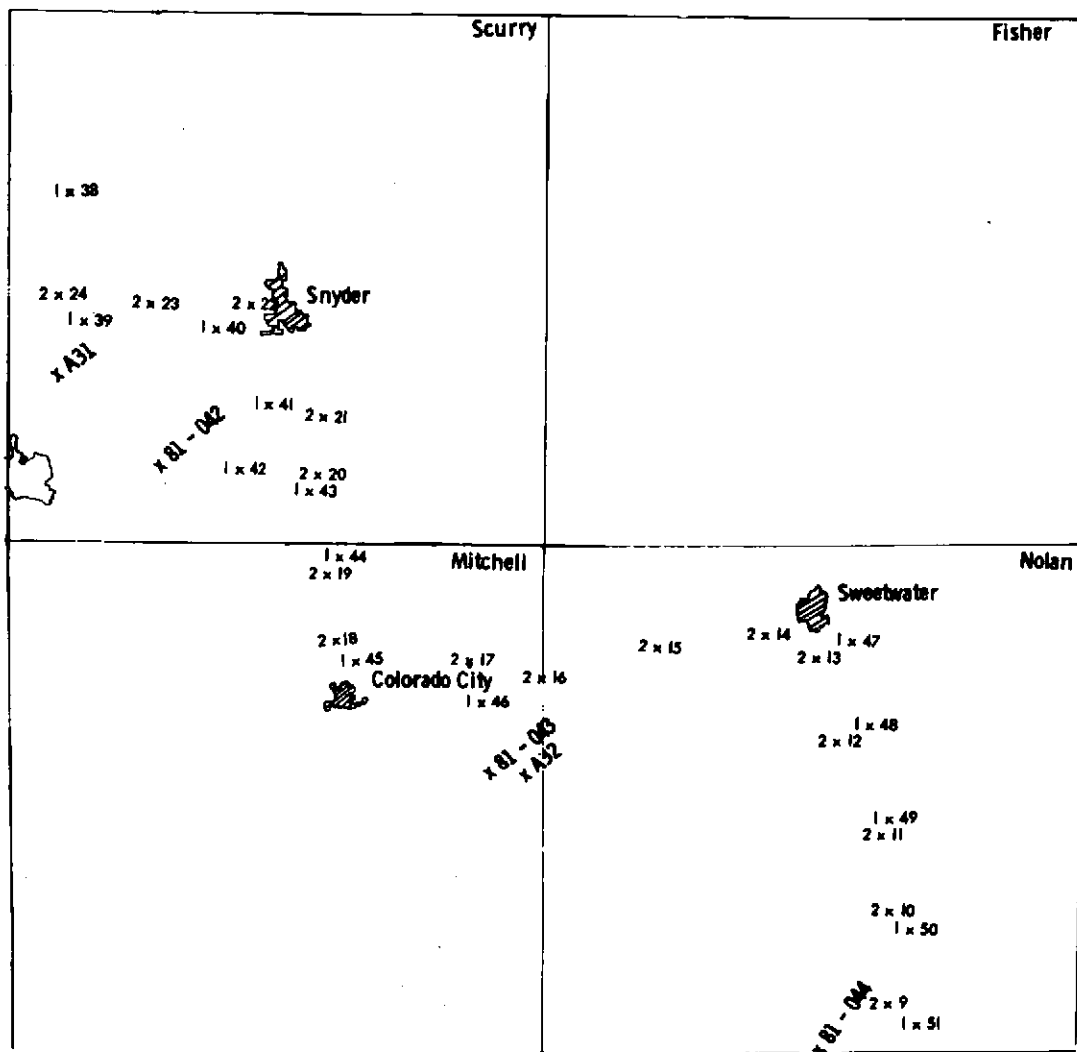 Scurry
Fisher
1 x 38
2 x 24
2 x 23
2 x 22
Snyder
1 x 39
1 x 40
x A31
1 x 41
2 x 21
x 81 - 042
1 x 42
2 x 20
1 x 43
1 x 44
Mitchell
Nolan
2 x 19
Sweetwater
2 x 18
2 x 15
2 x 14
1 x 47
1 x 45
2 x 17
2 x 13
Colorado City
2 x 16
1 x 46
x 81 - 043
x A32
1 x 48
2 x 12
1 x 49
2 x 11
2 x 10
1 x 50
x 81 - 044
2 x 9
1 x 51